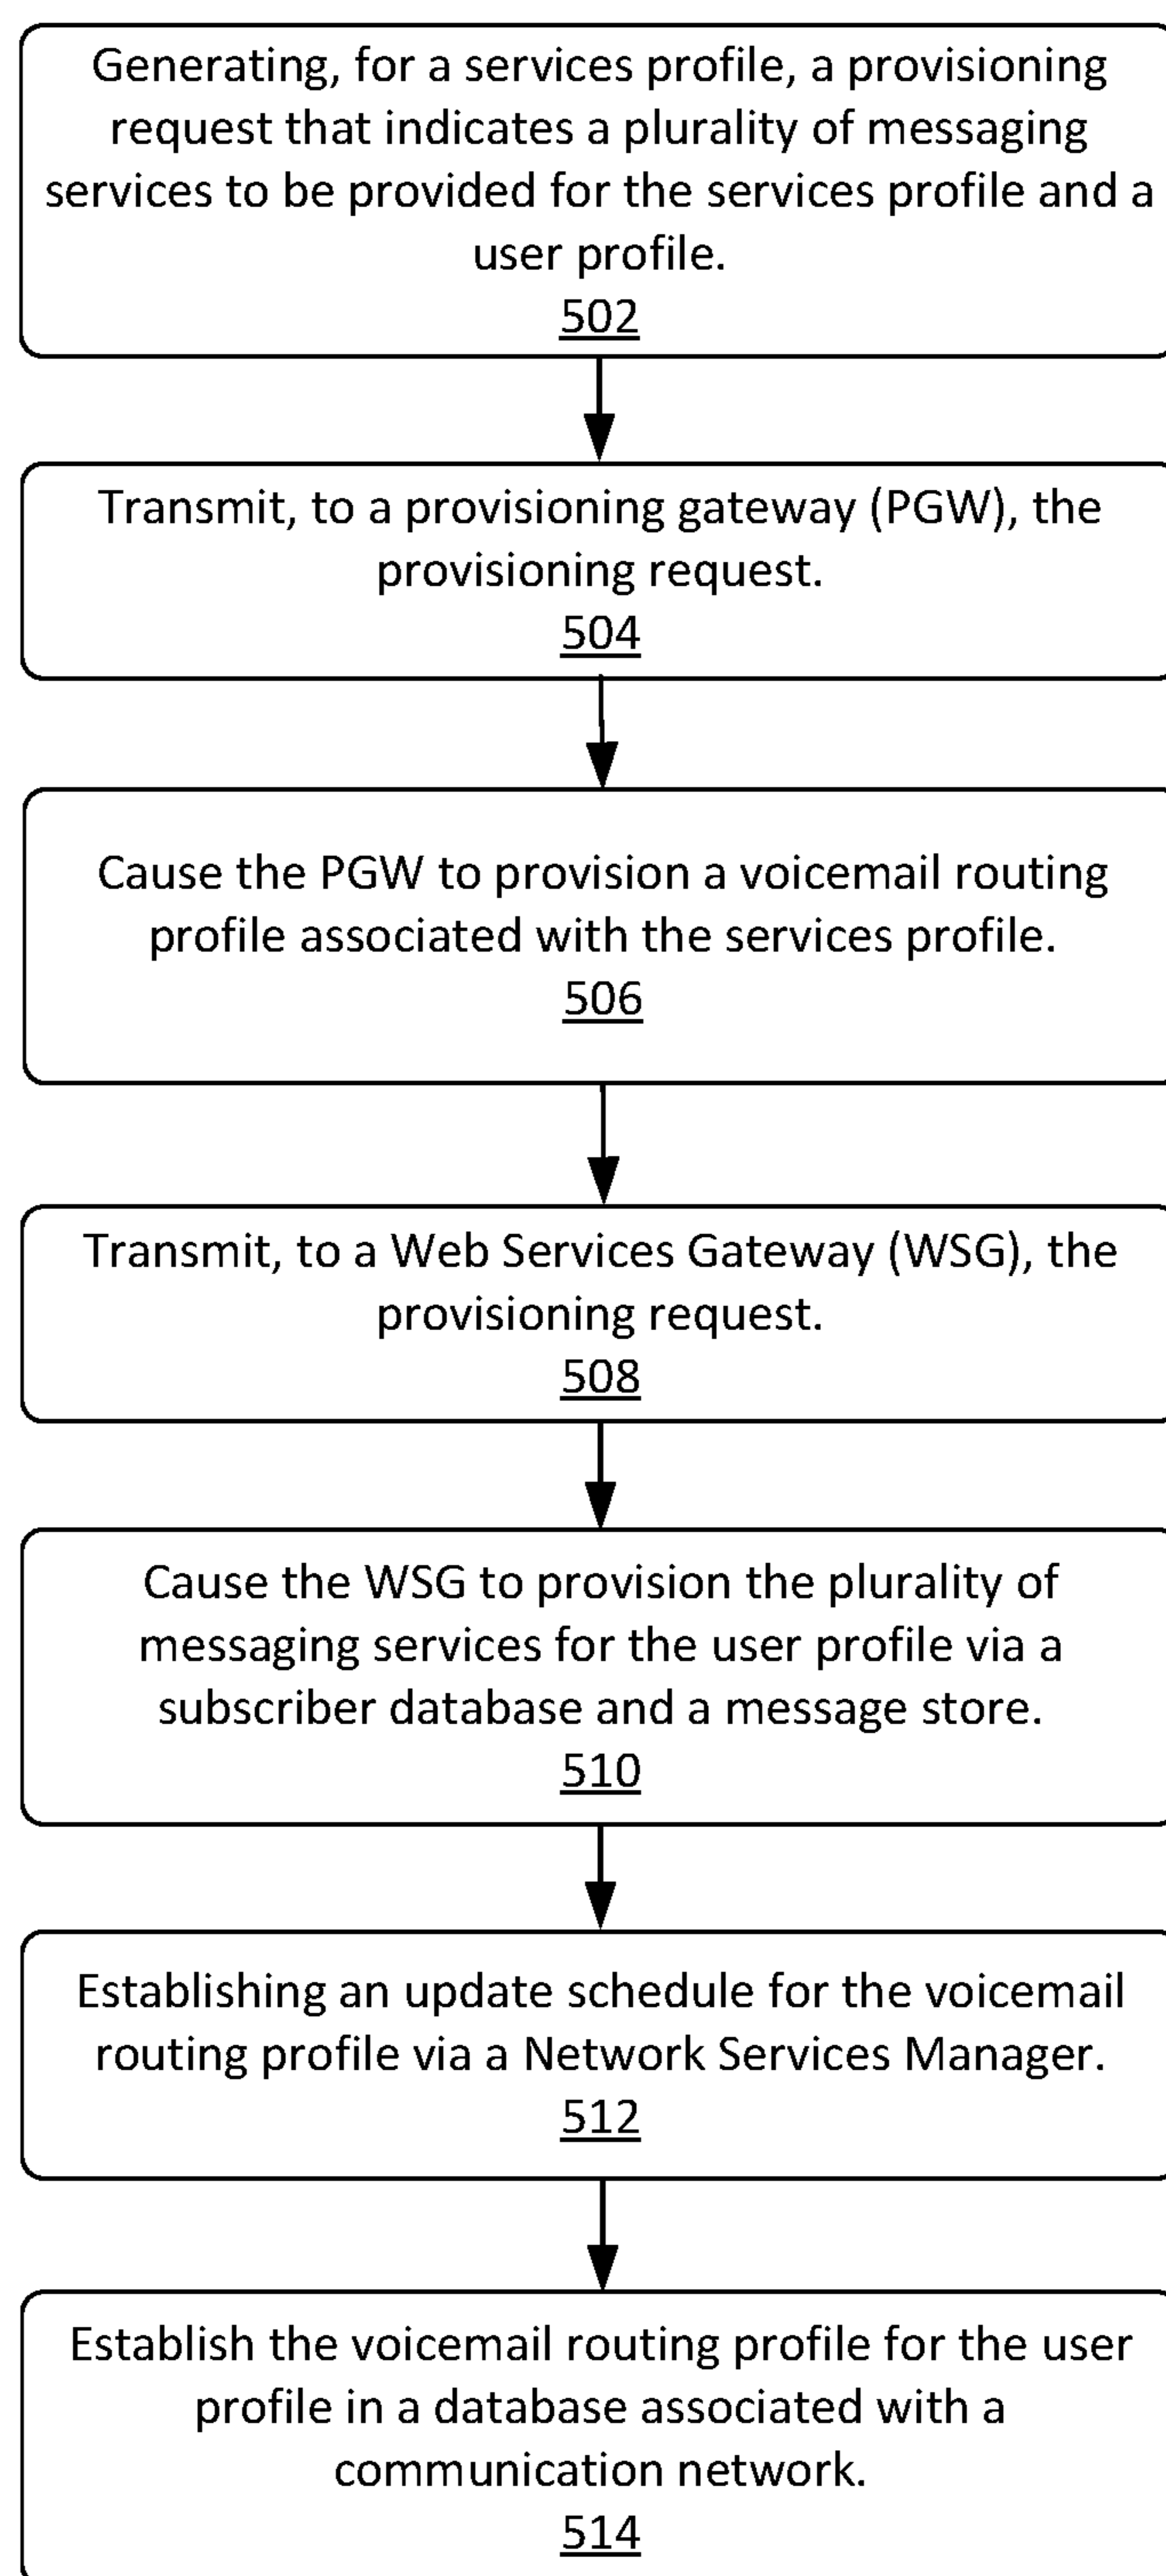 Generating, for a services profile, a provisioning
request that indicates a plurality of messaging
services to be provided for the services profile and a
user profile.
502
Transmit, to a provisioning gateway (PGW), the
provisioning request.
504
Cause the PGW to provision a voicemail routing
profile associated with the services profile.
506
Transmit, to a Web Services Gateway (WSG), the
provisioning request.
508
Cause the WSG to provision the plurality of
messaging services for the user profile via a
subscriber database and a message store.
510
Establishing an update schedule for the voicemail
routing profile via a Network Services Manager.
512
Establish the voicemail routing profile for the user
profile in a database associated with a
communication network.
514